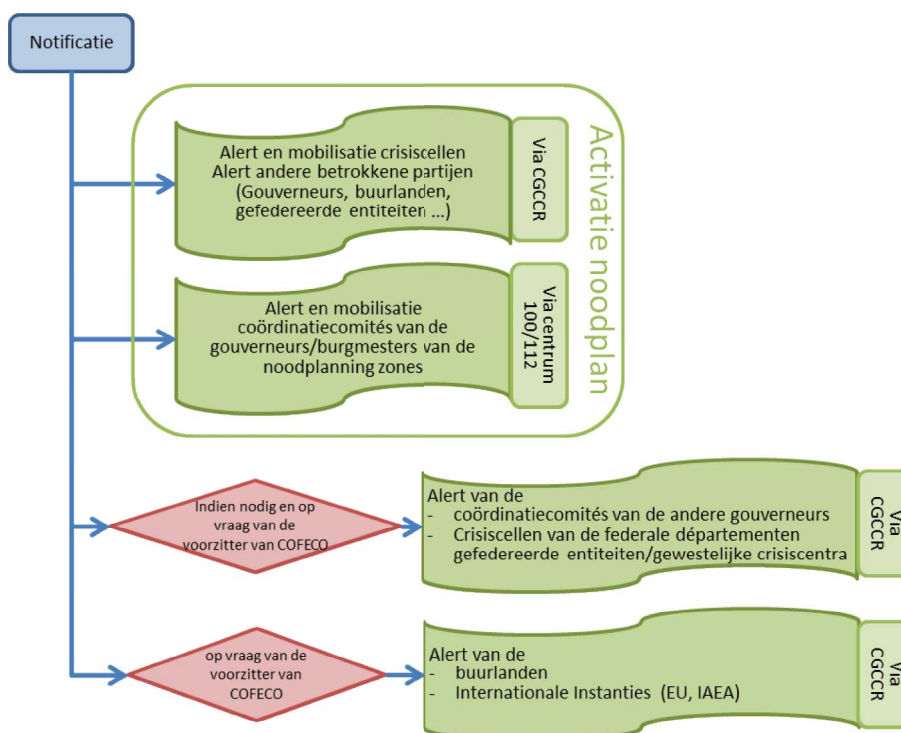 Notificatie
Alert en mobilisatie crisiscellen
Alert andere betrokkene partijen
(Gouverneurs, buurlanden,
gefedereerde entiteiten ...)
Via CGCCR
Activatie noodplan
Alert en mobilisatie
coördinatiecomités van de
gouverneurs/burgmesters van de
noodplanning zones
Via centrum
100/112
Indien nodig en op
vraag van de
voorzitter van COFECO
Alert van de
- coördinatiecomités van de andere gouverneurs
- Crisiscellen van de federale départementen
gefedereerde entiteiten/gewestelijke crisiscentra
Via
CGCCR
op vraag van de
voorzitter van
COFECO
Alert van de
- buurlanden
- Internationale Instanties (EU, IAEA)
Via
CGCCR